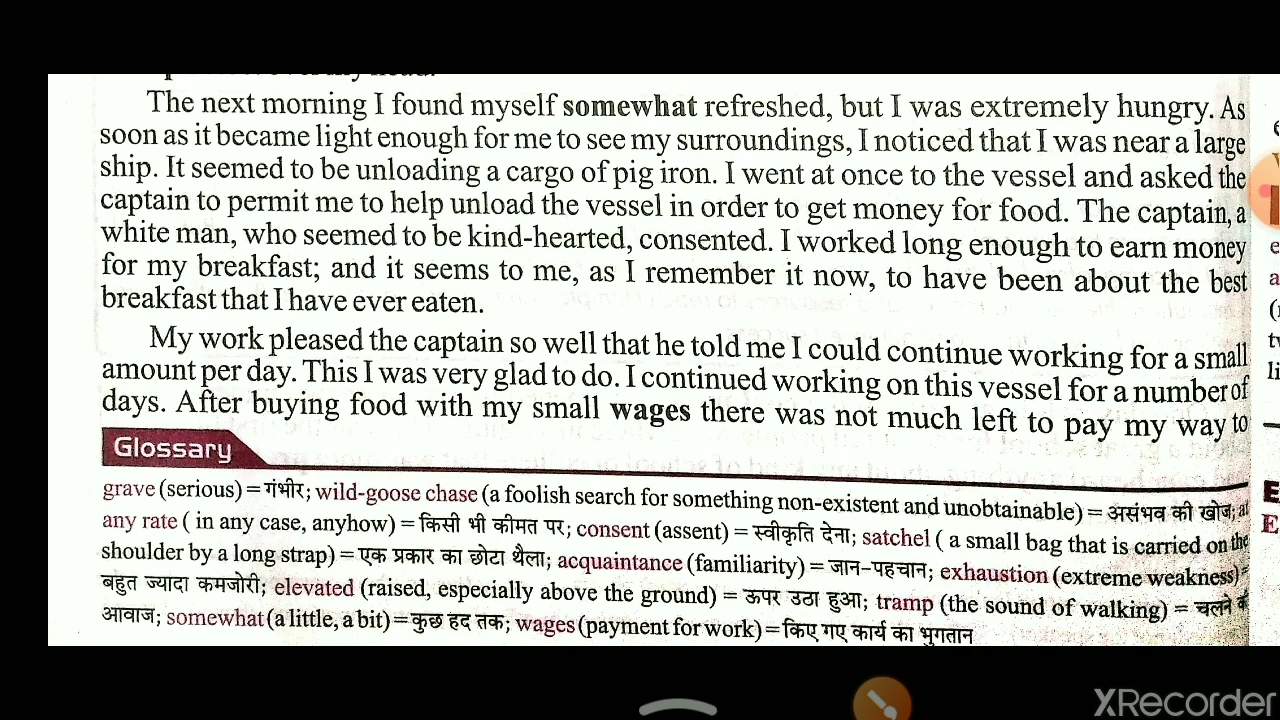 The next morning I found myself somewhat refreshed, but I was extremely hungry. As
soon as it became light enough for me to see my surroundings, I noticed that I was near a large
ship. It seemed to be unloading a cargo of pig iron. I went at once to the vessel and asked the
captain to permit me to help unload the vessel in order to get money for food. The captain, a
white man, who seemed to be kind-hearted, consented. I worked long enough to earn money
for my breakfast; and it seems to me, as I remember it now, to have been about the best
breakfast that I have ever eaten.
My work pleased the captain so well that he told me I could continue working for a small
amount per day. This I was very glad to do. I continued working on this vessel for a number of
days. After buying food with my small wages there was not much left to pay my way to
Glossary
grave (serious) = गंभीर; wild-goose chase (a foolish search for something non-existent and unobtainable) = असंभव की खोज; at
any rate ( in any case, anyhow) = किसी भी कीमत पर; consent (assent) = स्वीकृति देना; satchel ( a small bag that is carried on the
shoulder by a long strap) = एक प्रकार का छोटा थैला; acquaintance (familiarity) = जान-पहचान; exhaustion (extreme weakness) =
बहुत ज्यादा कमजोरी; elevated (raised, especially above the ground) = ऊपर उठा हुआ; tramp (the sound of walking) = चलने की
आवाज; somewhat (a little, a bit) = कुछ हद तक; wages (payment for work) = किए गए कार्य का भुगतान
XRecorder